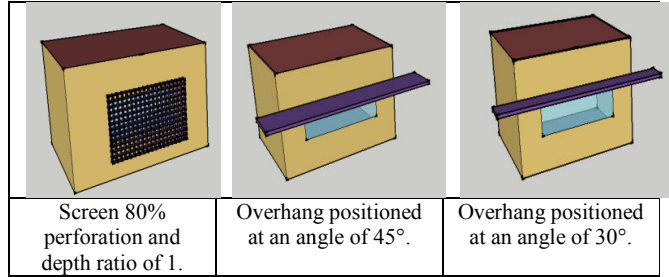 Screen 80%
perforation and
depth ratio of 1.
Overhang positioned
at an angle of 45°.
Overhang positioned
at an angle of 30°.